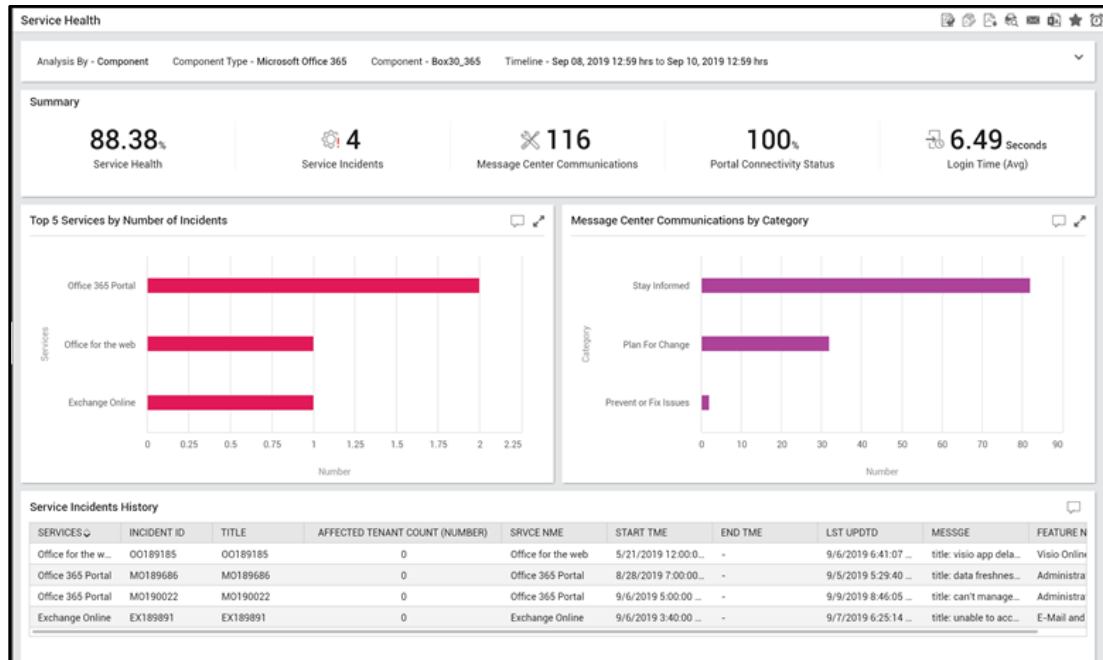 Service Health
Analysis By - Component Component Type - Microsoft Office 365 Component - Box30_365 Timeline - Sep 08, 2019 12:59 hrs to Sep 10, 2019 12:59 hrs
Summary
88.38% 4 116 100% 6.49 Seconds
Service Health Service Incidents Message Center Communications Portal Connectivity Status Login Time (Avg)
Top 5 Services by Number of Incidents
Services
Office 365 Portal
Office for the web
Exchange Online
0 0.25 0.5 0.75 1 1.25 1.5 1.75 2 2.25
Number
Message Center Communications by Category
Category
Stay Informed
Plan For Change
Prevent or Fix Issues
0 10 20 30 40 50 60 70 80 90
Number
Service Incidents History
SERVICES INCIDENT ID TITLE AFFECTED TENANT COUNT (NUMBER) SRVCE NME START TME END TME LST UPDTD MESSGE FEATURE N
Office for the w... OO189185 OO189185 0 Office for the web 5/21/2019 12:00:0... - 9/6/2019 6:41:07 ... title: visio app dela... Visio Online
Office 365 Portal MO189686 MO189686 0 Office 365 Portal 8/28/2019 7:00:00... - 9/5/2019 5:29:40 ... title: data freshnes... Administra
Office 365 Portal MO190022 MO190022 0 Office 365 Portal 9/6/2019 5:00:00 ... - 9/9/2019 8:46:05 ... title: can't manage... Administra
Exchange Online EX189891 EX189891 0 Exchange Online 9/6/2019 3:40:00 ... - 9/7/2019 6:25:14 ... title: unable to acc... E-Mail and